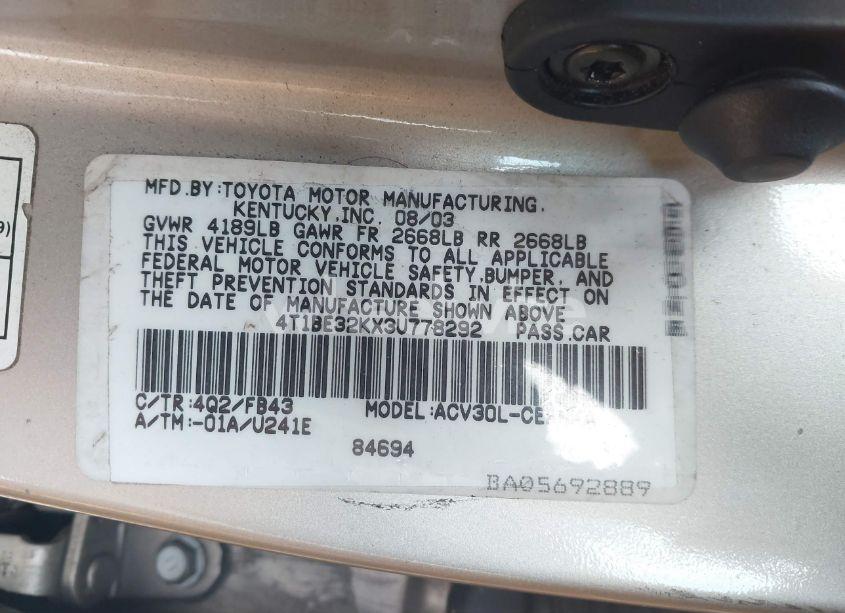 9)
MFD.BY:TOYOTA MOTOR MANUFACTURING.
KENTUCKY.INC. 08/03
GVWR 4189LB GAWR FR 2668LB RR 2668LB
THIS VEHICLE CONFORMS TO ALL APPLICABLE
FEDERAL MOTOR VEHICLE SAFETY,BUMPER, AND
THEFT PREVENTION STANDARDS IN EFFECT ON
THE DATE OF MANUFACTURE SHOWN ABOVE
4T1BE32KX3U778292 PASS.CAR
C/TR:4Q2/FB43 MODEL:ACV30L-CE
A/TM:-01A/U241E
84694
BA05692889